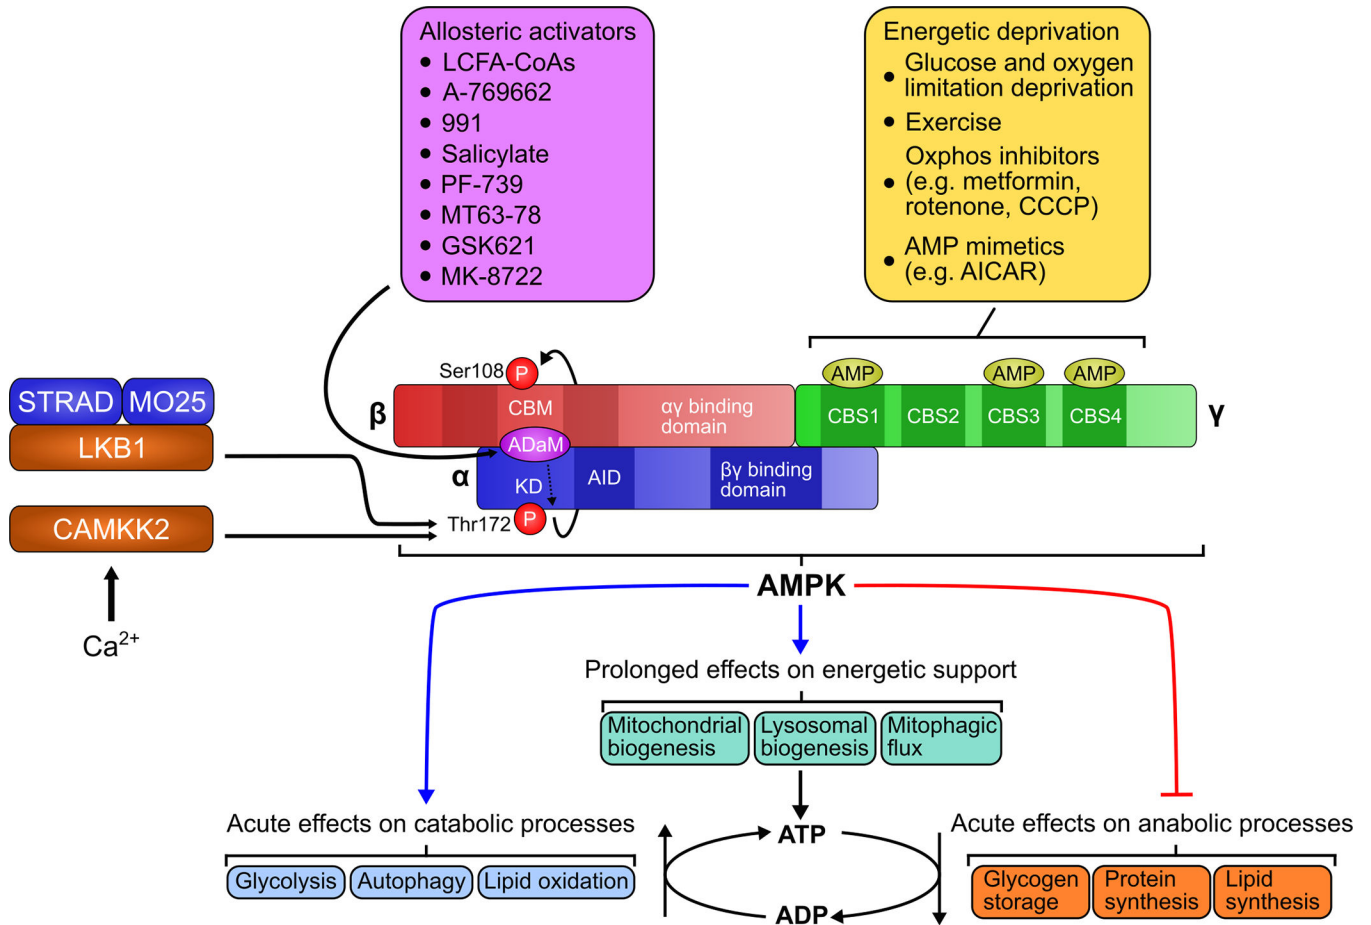 Allosteric activators
• LCFA-CoAs
• A-769662
• 991
• Salicylate
• PF-739
• MT63-78
• GSK621
• MK-8722
Energetic deprivation
• Glucose and oxygen
limitation deprivation
• Exercise
Oxphos inhibitors
• (e.g. metformin,
rotenone, CCCP)
• AMP mimetics
(e.g. AICAR)
STRAD
MO25
LKB1
CAMKK2
Ca²⁺
Ser108
P
β
CBM
αγ binding
domain
AMP
AMP
AMP
CBS1
CBS2
CBS3
CBS4
γ
ADaM
α
KD
AID
βγ binding
domain
Thr172
P
AMPK
Prolonged effects on energetic support
Mitochondrial
biogenesis
Lysosomal
biogenesis
Mitophagic
flux
Acute effects on catabolic processes
Glycolysis
Autophagy
Lipid oxidation
ATP
ADP
Acute effects on anabolic processes
Glycogen
storage
Protein
synthesis
Lipid
synthesis